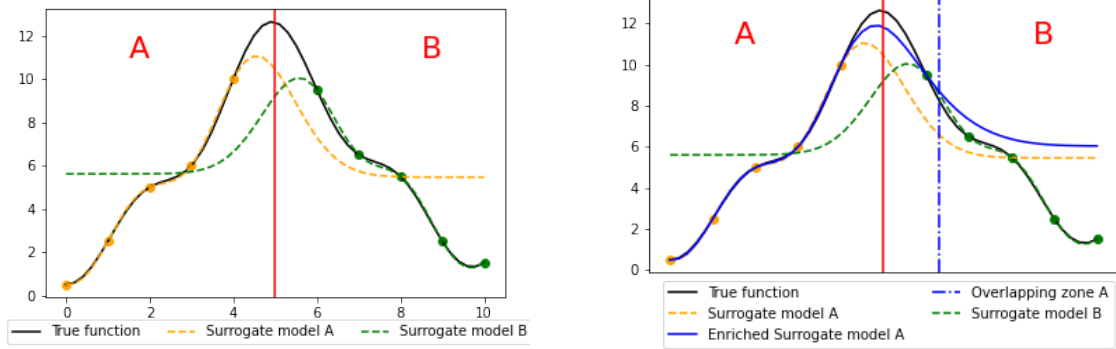 A
B
12
10
8
6
4
2
0
0 2 4 6 8 10
True function Surrogate model A Surrogate model B
A
B
12
10
8
6
4
2
0
True function Overlapping zone A
Surrogate model A Surrogate model B
Enriched Surrogate model A